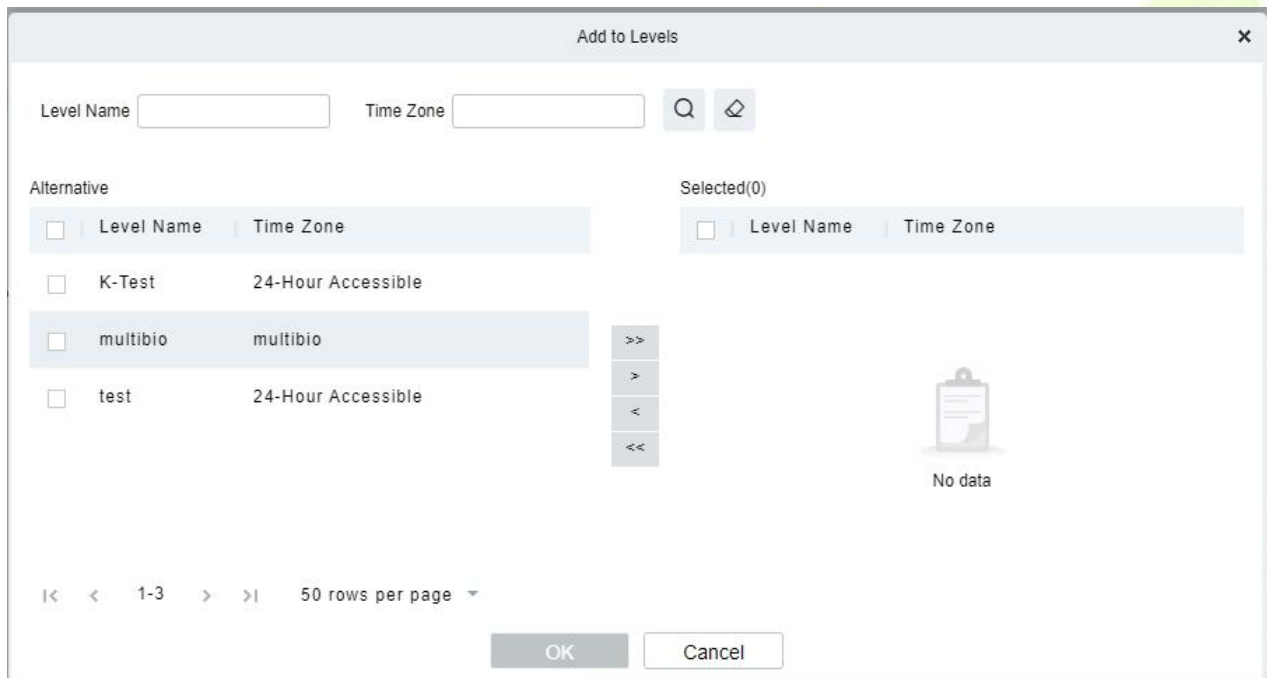 Add to Levels
Level Name
Time Zone
Alternative
Selected(0)
Level Name Time Zone
Level Name Time Zone
K-Test 24-Hour Accessible
multibio multibio
test 24-Hour Accessible
>>
>
<
<<
No data
1-3
50 rows per page
OK
Cancel